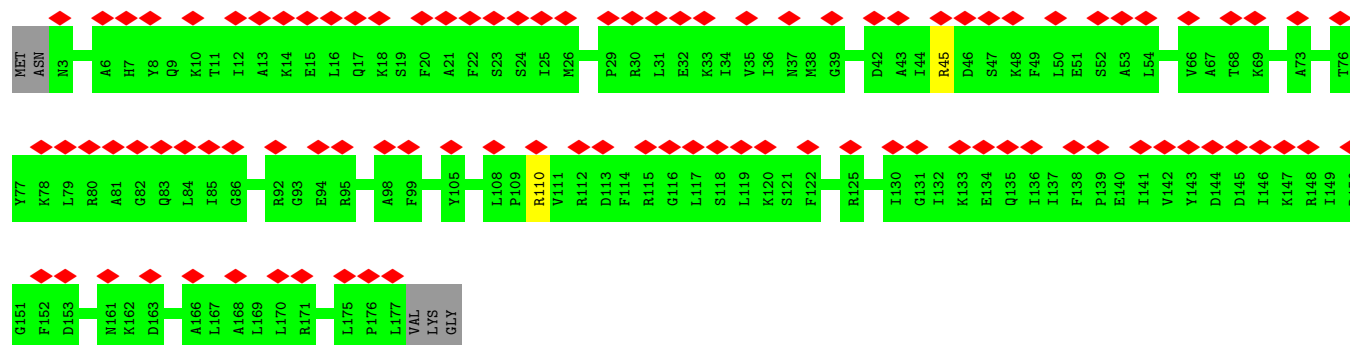 MET ASN N3 A6 H7 Y8 Q9 K10 T11 I12 A13 K14 E15 L16 Q17 K18 S19 F20 A21 F22 S23 S24 I25 M26 P29 R30 L31 E32 K33 I34 V35 I36 N37 M38 G39 D42 A43 I44 R45 D46 S47 K48 F49 L50 E51 S52 A53 L54 V66 A67 T68 K69 A73 T76
Y77 K78 L79 R80 A81 G82 Q83 L84 I85 G86 R92 G93 E94 R95 A98 F99 Y105 L108 P109 R110 V111 R112 D113 F114 R115 G116 L117 S118 L119 K120 S121 F122 R125 I130 G131 I132 K133 E134 Q135 I136 I137 F138 P139 E140 I141 V142 Y143 D144 D145 I146 K147 R148 I149
G151 F152 D153 N161 K162 D163 A166 L167 A168 L169 L170 R171 L175 P176 L177 VAL LYS GLY